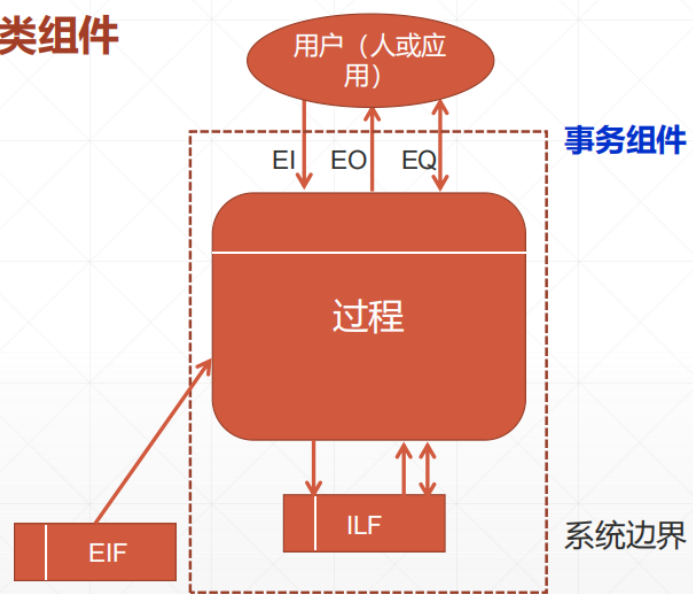 类组件
用户（人或应
用）
事务组件
EI
EO
EQ
过程
ILF
系统边界
EIF